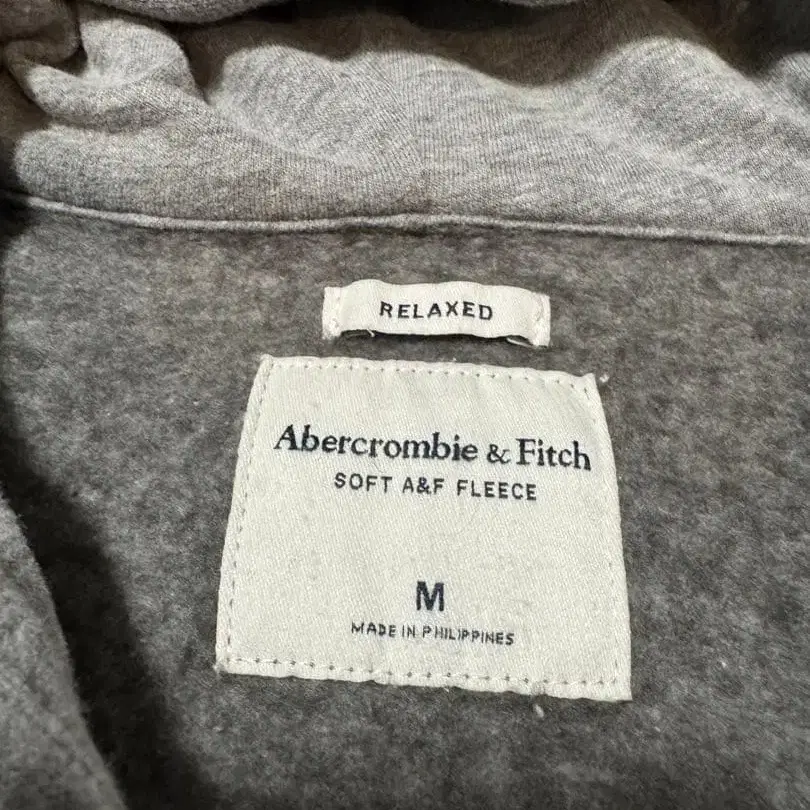 RELAXED
Abercrombie & Fitch
SOFT A&F FLEECE
M
MADE IN PHILIPPINES